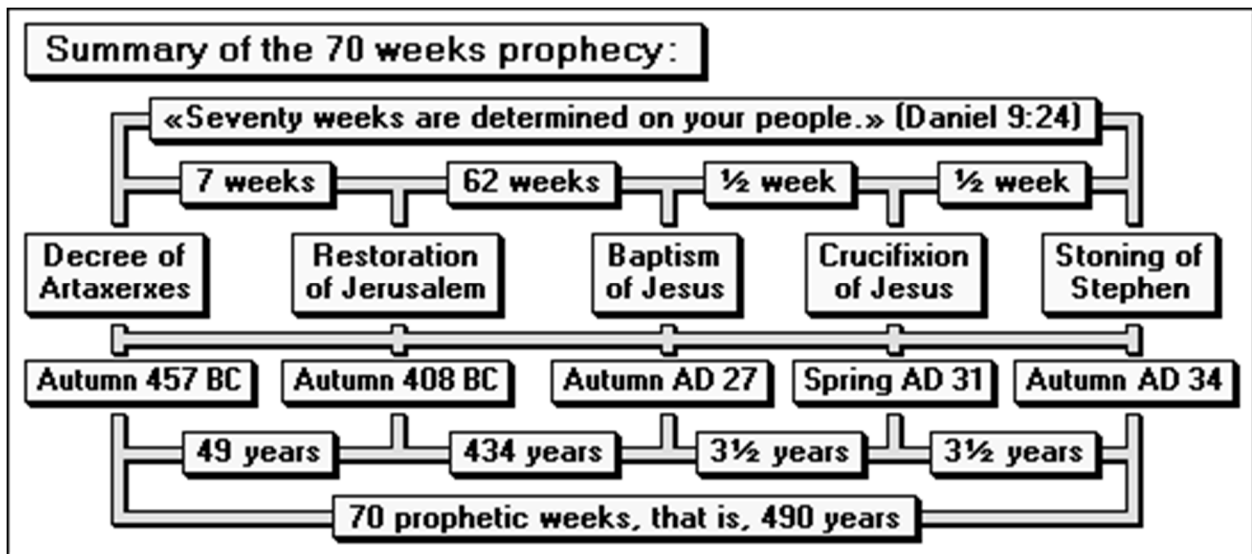 Summary of the 70 weeks prophecy:
«Seventy weeks are determined on your people.» (Daniel 9:24)
7 weeks
62 weeks
½ week
½ week
Decree of
Artaxerxes
Restoration
of Jerusalem
Baptism
of Jesus
Crucifixion
of Jesus
Stoning of
Stephen
Autumn 457 BC
Autumn 408 BC
Autumn AD 27
Spring AD 31
Autumn AD 34
49 years
434 years
3½ years
3½ years
70 prophetic weeks, that is, 490 years